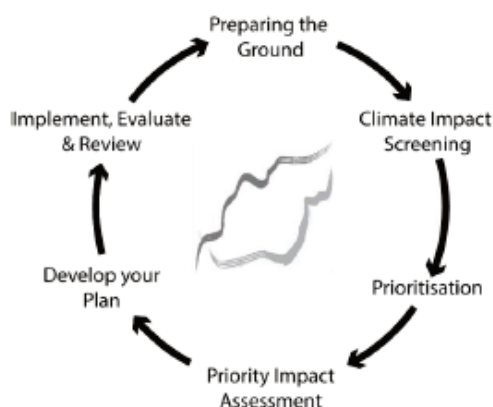 Preparing the
Ground
Climate Impact
Screening
Prioritisation
Priority Impact
Assessment
Develop your
Plan
Implement, Evaluate
& Review